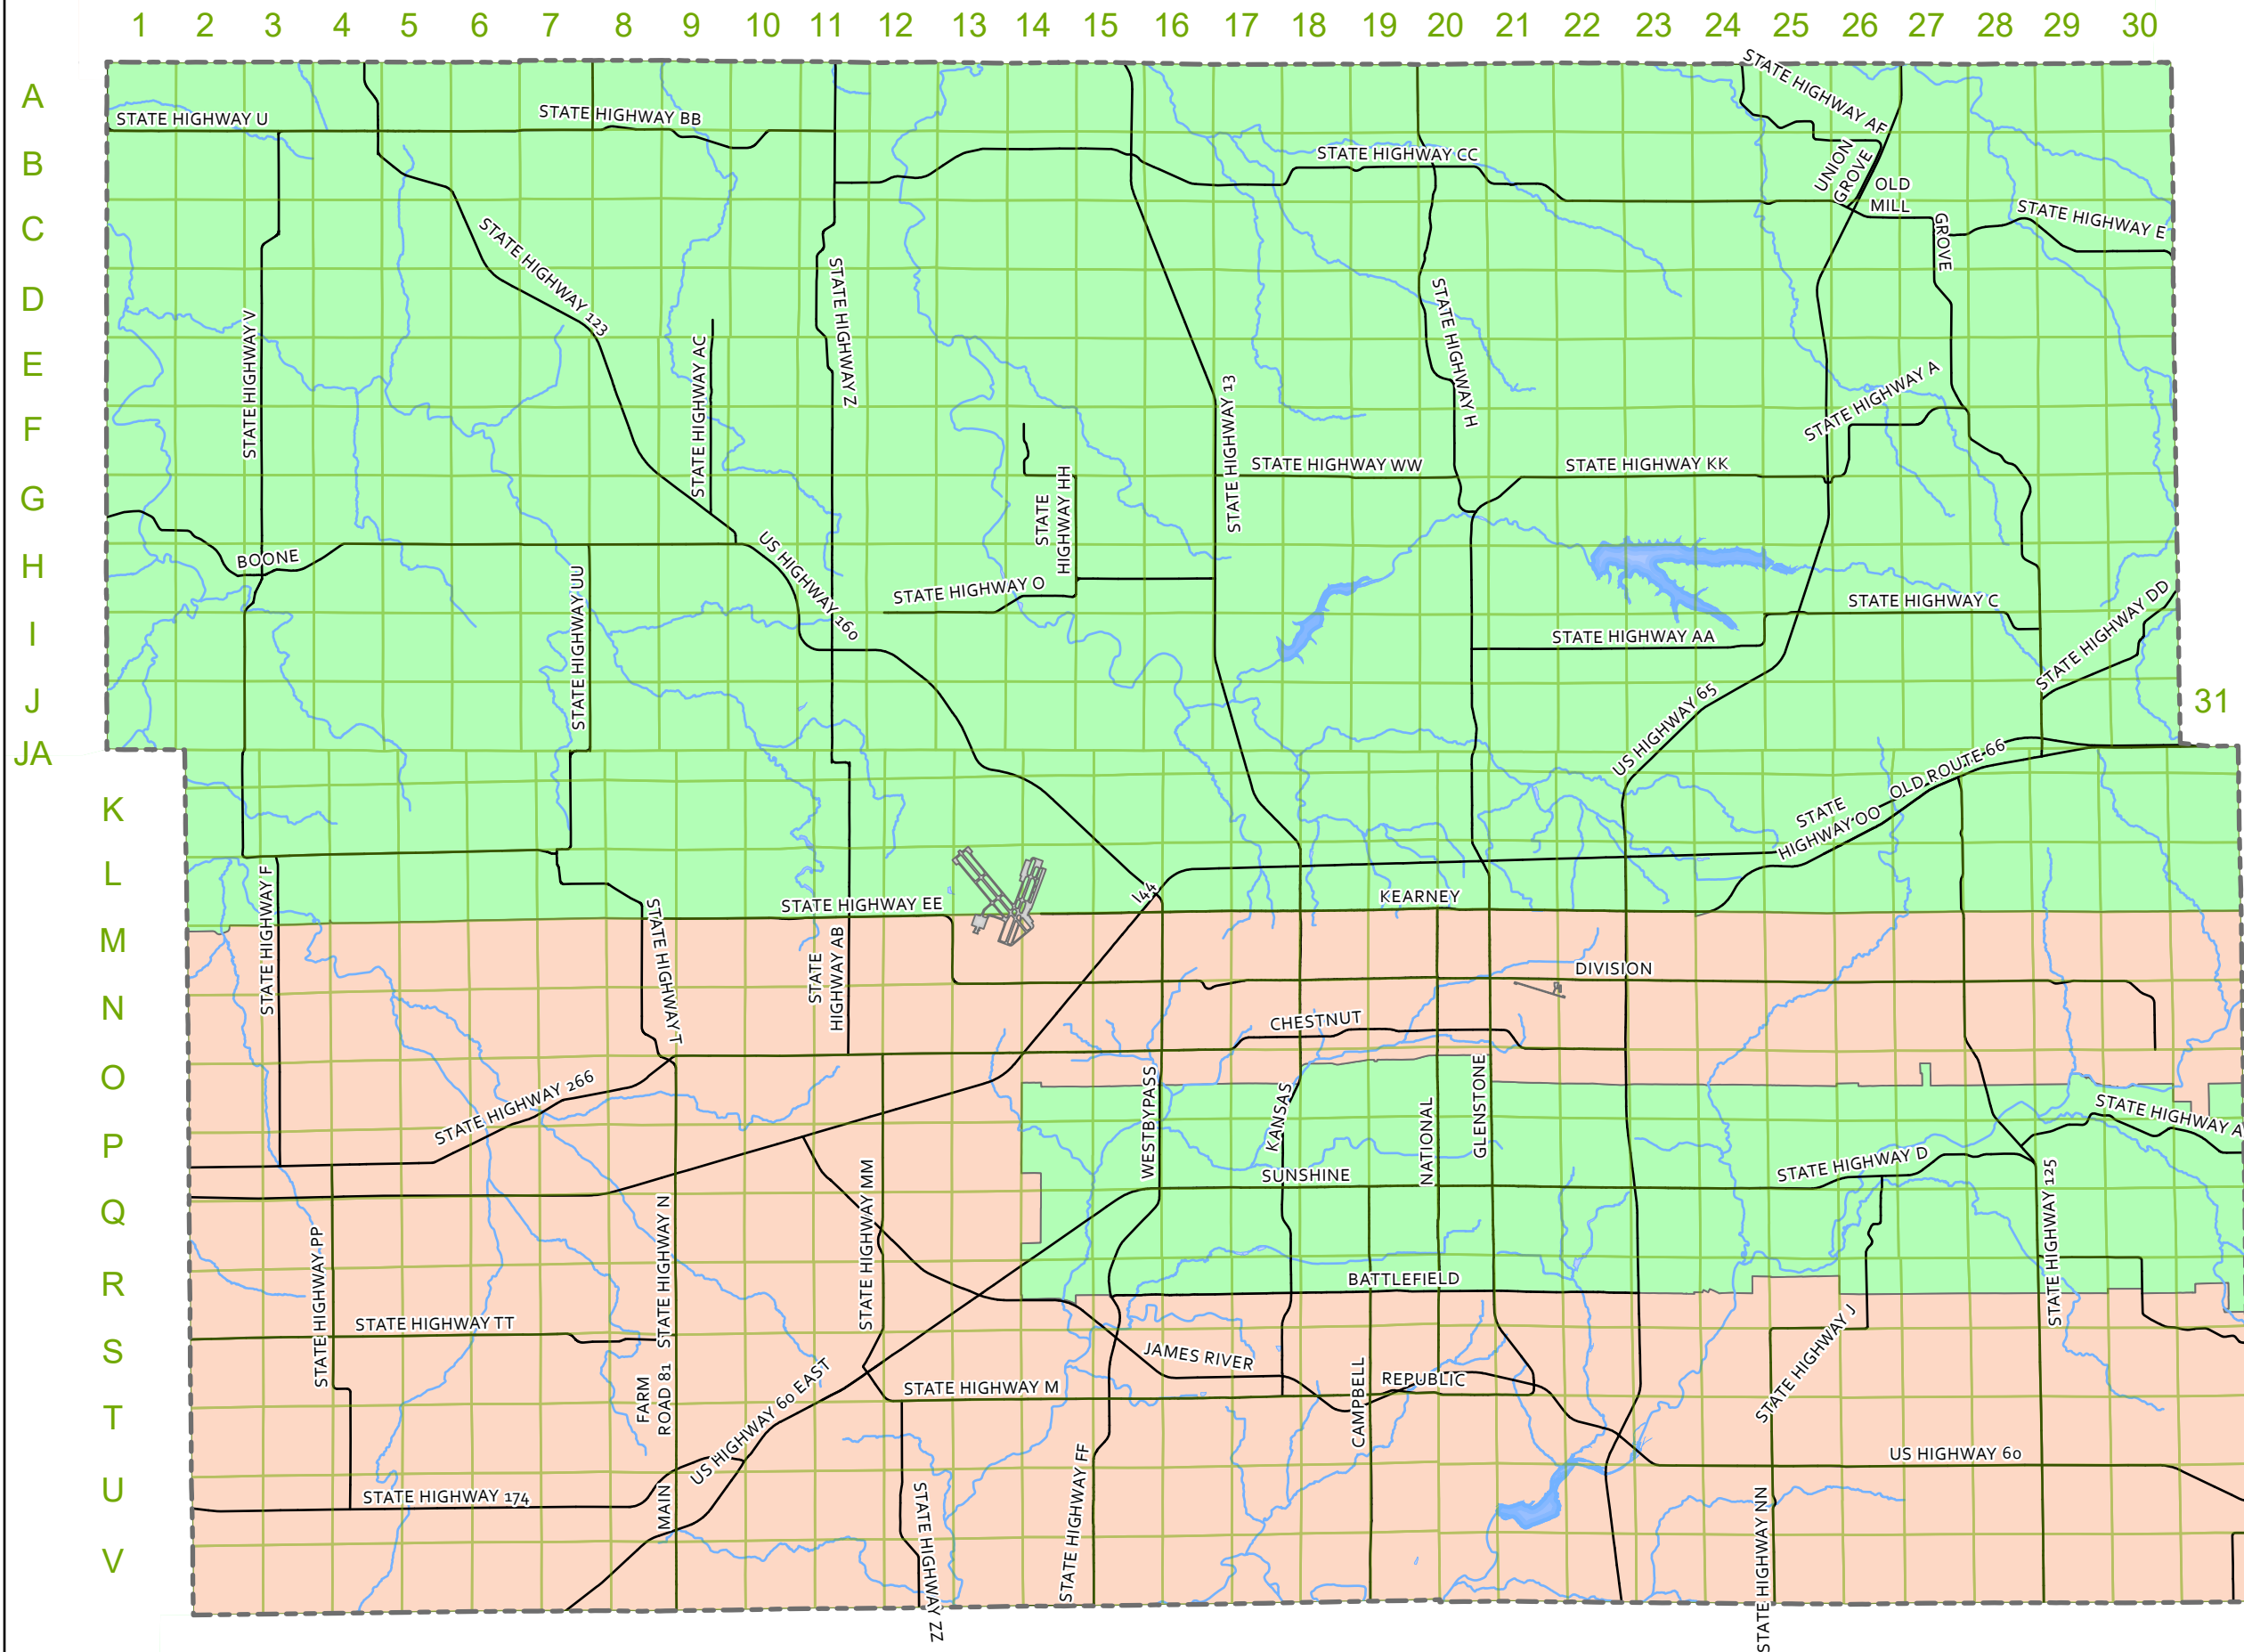 1 2 3 4 5 6 7 8 9 10 11 12 13 14 15 16 17 18 19 20 21 22 23 24 25 26 27 28 29 30
A
STATE HIGHWAY U
STATE HIGHWAY BB
STATE HIGHWAY AF
B
STATE HIGHWAY CC
UNION
GROVE
OLD
MILL
C
STATE HIGHWAY 123
GROVE
STATE HIGHWAY E
D
STATE HIGHWAY V
STATE HIGHWAY Z
STATE HIGHWAY H
E
STATE HIGHWAY AC
STATE HIGHWAY 13
STATE HIGHWAY A
F
STATE HIGHWAY WW
STATE HIGHWAY KK
G
STATE
HIGHWAY HH
H
BOONE
US HIGHWAY 160
STATE HIGHWAY O
STATE HIGHWAY UU
STATE HIGHWAY C
STATE HIGHWAY DD
I
STATE HIGHWAY AA
J
US HIGHWAY 65
31
JA
OLD ROUTE 66
K
STATE
HIGHWAY OO
L
STATE HIGHWAY F
STATE HIGHWAY T
STATE HIGHWAY EE
I44
KEARNEY
M
STATE
HIGHWAY AB
DIVISION
N
CHESTNUT
O
STATE HIGHWAY 266
WESTBYPASS
KANSAS
NATIONAL
GLENSTONE
STATE HIGHWAY A
P
STATE HIGHWAY MM
SUNSHINE
STATE HIGHWAY D
STATE HIGHWAY 125
Q
STATE HIGHWAY PP
STATE HIGHWAY N
R
BATTLEFIELD
STATE HIGHWAY TT
STATE HIGHWAY J
S
JAMES RIVER
FARM
ROAD 81
US HIGHWAY 60 EAST
STATE HIGHWAY M
CAMPBELL
REPUBLIC
T
STATE HIGHWAY FF
US HIGHWAY 60
U
STATE HIGHWAY 174
MAIN
STATE HIGHWAY ZZ
STATE HIGHWAY NN
V